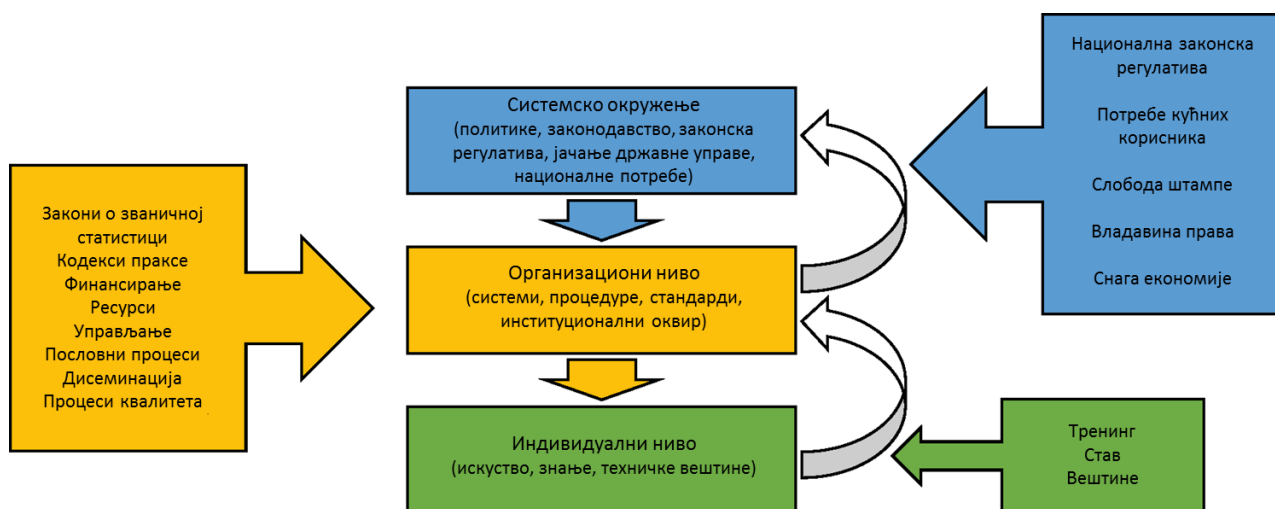 Закони о званичној
статистици
Кодекси праксе
Финансирање
Ресурси
Управљање
Пословни процеси
Дисеминација
Процеси квалитета
Системско окружење
(политике, законодавство, законска
регулатива, јачање државне управе,
националне потребе)
Организациони ниво
(системи, процедуре, стандарди,
институционални оквир)
Индивидуални ниво
(искуство, знање, техничке вештине)
Национална законска
регулатива
Потребе кућних
корисника
Слобода штампе
Владавина права
Снага економије
Тренинг
Став
Вештине